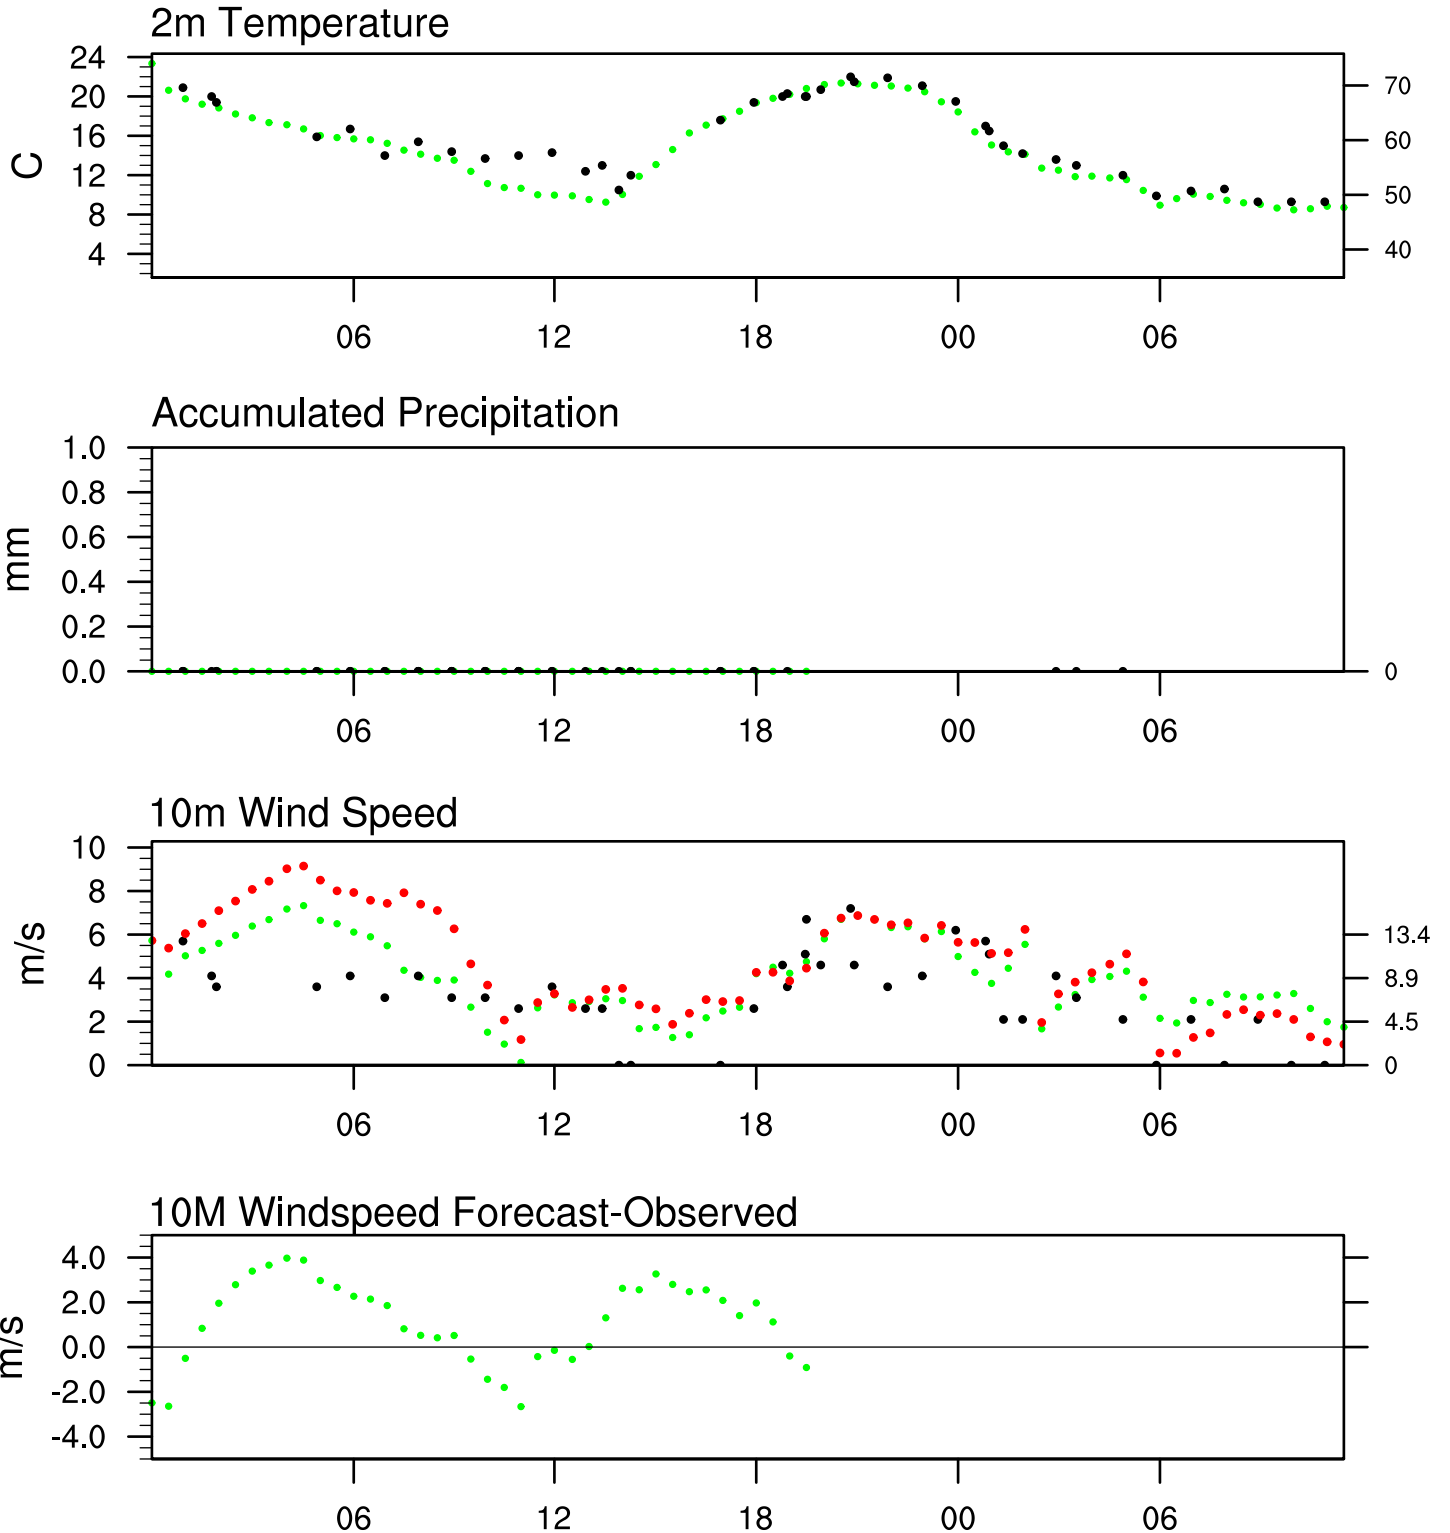 2m Temperature
24
20
16
12
8
4
C
70
60
50
40
06 12 18 00 06
Accumulated Precipitation
1.0
0.8
0.6
0.4
0.2
0.0
mm
0
06 12 18 00 06
10m Wind Speed
10
8
6
4
2
0
m/s
13.4
8.9
4.5
0
06 12 18 00 06
10M Windspeed Forecast-Observed
4.0
2.0
0.0
-2.0
-4.0
m/s
06 12 18 00 06